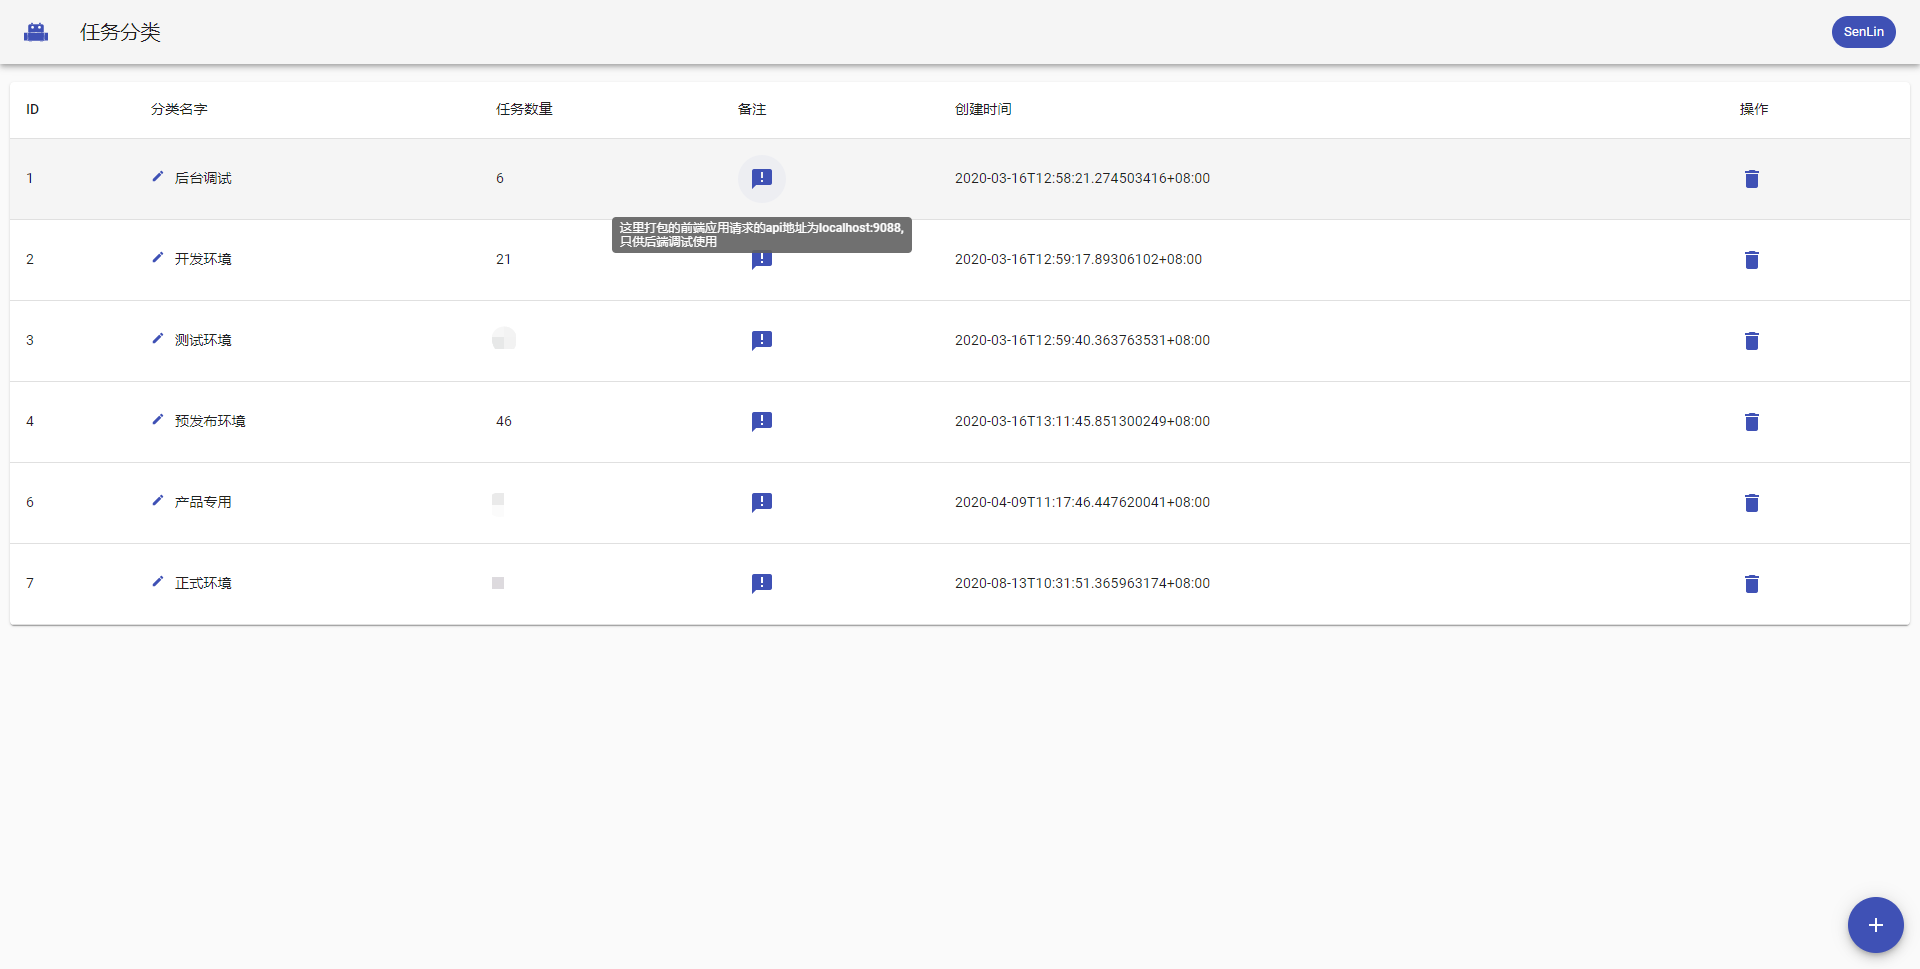 任务分类
SenLin
ID 分类名字 任务数量 备注 创建时间 操作
1 后台调试 6 2020-03-16T12:58:21.274503416+08:00
这里打包的前端应用请求的api地址为localhost:9088,
只供后端调试使用
2 开发环境 21 2020-03-16T12:59:17.89306102+08:00
3 测试环境 2020-03-16T12:59:40.363763531+08:00
4 预发布环境 46 2020-03-16T13:11:45.851300249+08:00
6 产品专用 2020-04-09T11:17:46.447620041+08:00
7 正式环境 2020-08-13T10:31:51.365963174+08:00